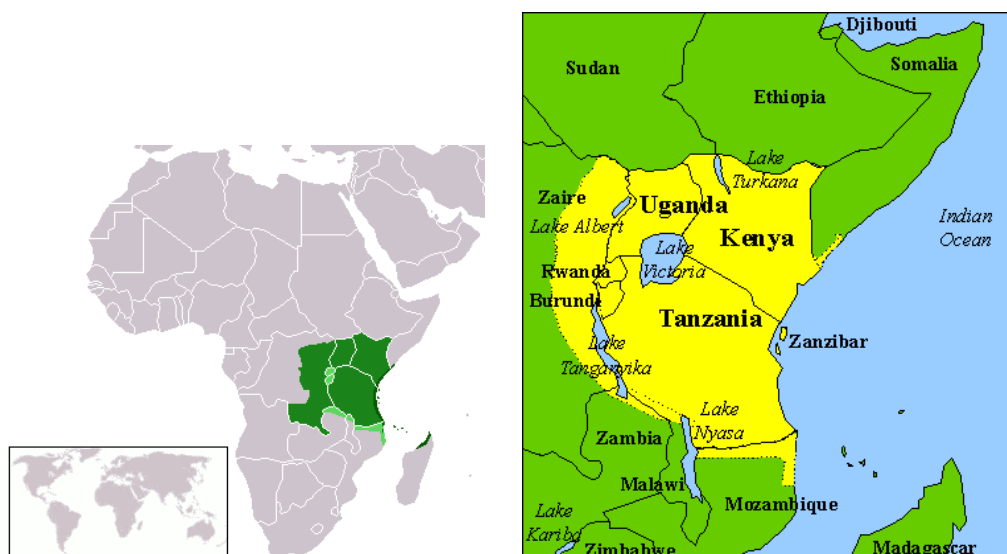 Djibouti
Sudan
Somalia
Ethiopia
Lake
Turkana
Zaire
Uganda
Lake Albert
Indian
Ocean
Kenya
Lake
Victoria
Rwanda
Burundi
Tanzania
Zanzibar
Lake
Tanganyika
Lake
Nyasa
Zambia
Malawi
Mozambique
Lake
Kariba
Zimbabwe
Madagascar